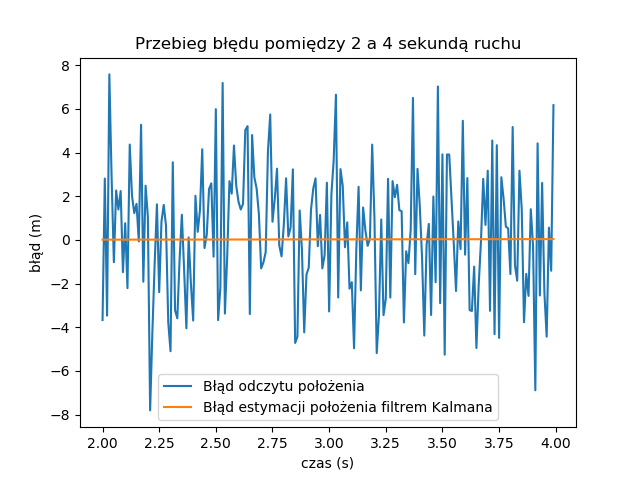 Przebieg błędu pomiędzy 2 a 4 sekundą ruchu
błąd (m)
8
6
4
2
0
−2
−4
−6
−8
Błąd odczytu położenia
Błąd estymacji położenia filtrem Kalmana
2.00 2.25 2.50 2.75 3.00 3.25 3.50 3.75 4.00
czas (s)